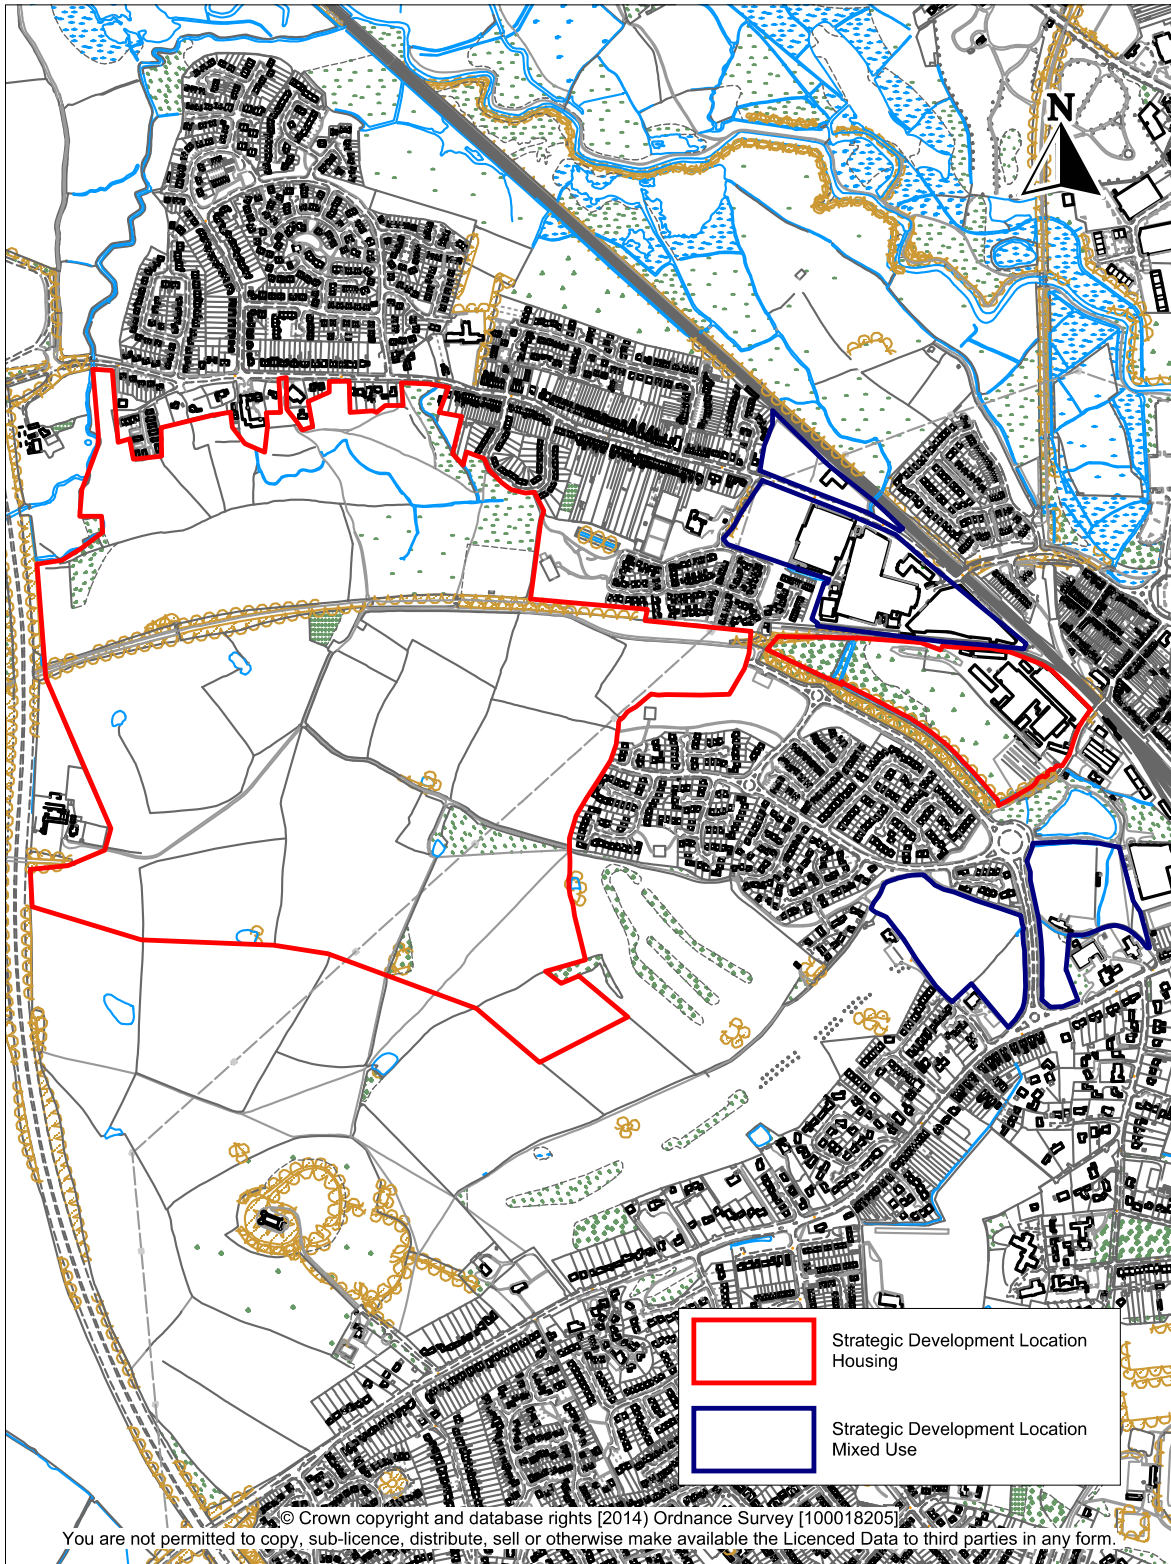 N
Strategic Development Location
Housing
Strategic Development Location
Mixed Use
© Crown copyright and database rights [2014) Ordnance Survey [100018205]
You are not permitted to copy, sub-licence, distribute, sell or otherwise make available the Licenced Data to third parties in any form.